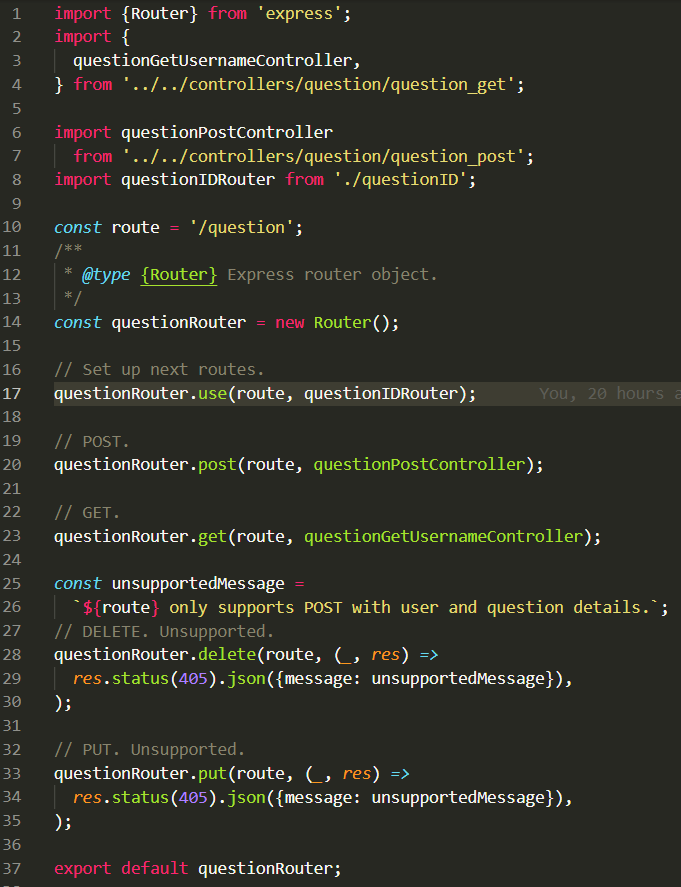 1 import {Router} from 'express';
2 import {
3   questionGetUsernameController,
4 } from '../../controllers/question/question_get';
5
6 import questionPostController
7   from '../../controllers/question/question_post';
8 import questionIDRouter from './questionID';
9
10 const route = '/question';
11 /**
12  * @type {Router} Express router object.
13  */
14 const questionRouter = new Router();
15
16 // Set up next routes.
17 questionRouter.use(route, questionIDRouter); You, 20 hours a
18
19 // POST.
20 questionRouter.post(route, questionPostController);
21
22 // GET.
23 questionRouter.get(route, questionGetUsernameController);
24
25 const unsupportedMessage =
26   `${route} only supports POST with user and question details.`;
27 // DELETE. Unsupported.
28 questionRouter.delete(route, (_, res) =>
29   res.status(405).json({message: unsupportedMessage}),
30 );
31
32 // PUT. Unsupported.
33 questionRouter.put(route, (_, res) =>
34   res.status(405).json({message: unsupportedMessage}),
35 );
36
37 export default questionRouter;